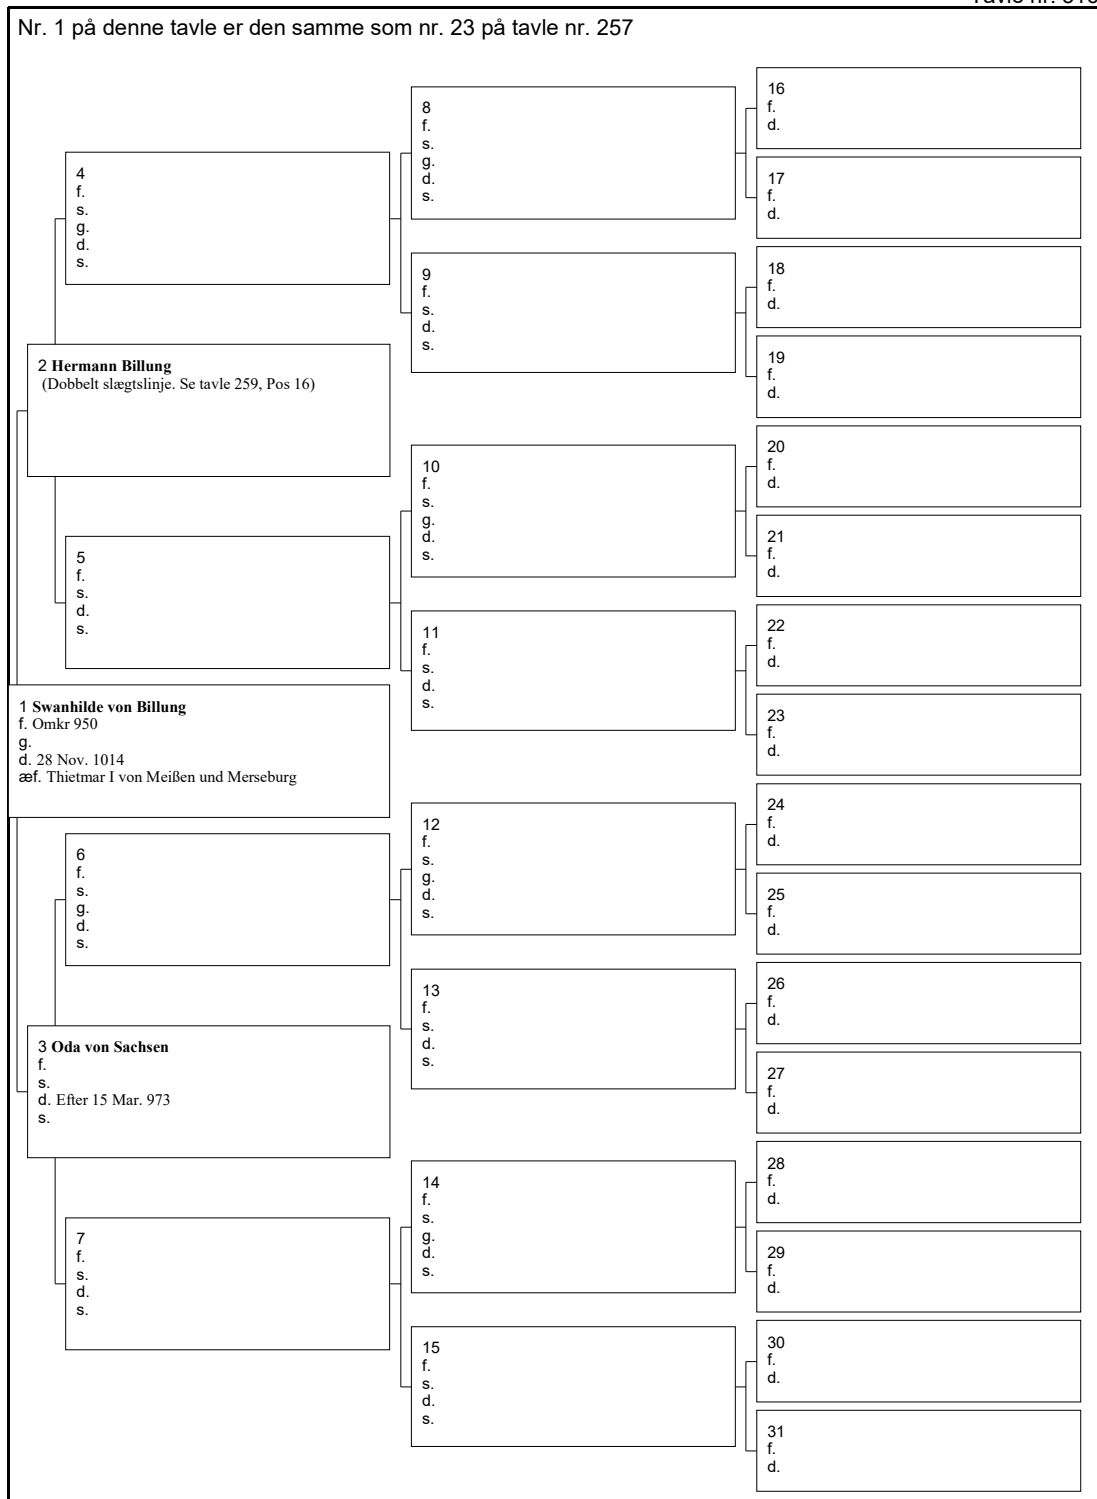 Nr. 1 på denne tavle er den samme som nr. 23 på tavle nr. 257
16
f.
d.
8
f.
s.
g.
d.
s.
17
f.
d.
4
f.
s.
g.
d.
s.
18
f.
d.
9
f.
s.
d.
s.
19
f.
d.
2 Hermann Billung
(Dobbelt slægtslinje. Se tavle 259, Pos 16)
20
f.
d.
10
f.
s.
g.
d.
s.
21
f.
d.
5
f.
s.
d.
s.
22
f.
d.
11
f.
s.
d.
s.
23
f.
d.
1 Swanhilde von Billung
f. Omkr 950
g.
d. 28 Nov. 1014
æf. Thietmar I von Meißen und Merseburg
24
f.
d.
12
f.
s.
g.
d.
s.
25
f.
d.
6
f.
s.
g.
d.
s.
26
f.
d.
13
f.
s.
d.
s.
27
f.
d.
3 Oda von Sachsen
f.
s.
d. Efter 15 Mar. 973
s.
28
f.
d.
14
f.
s.
g.
d.
s.
29
f.
d.
7
f.
s.
d.
s.
30
f.
d.
15
f.
s.
d.
s.
31
f.
d.